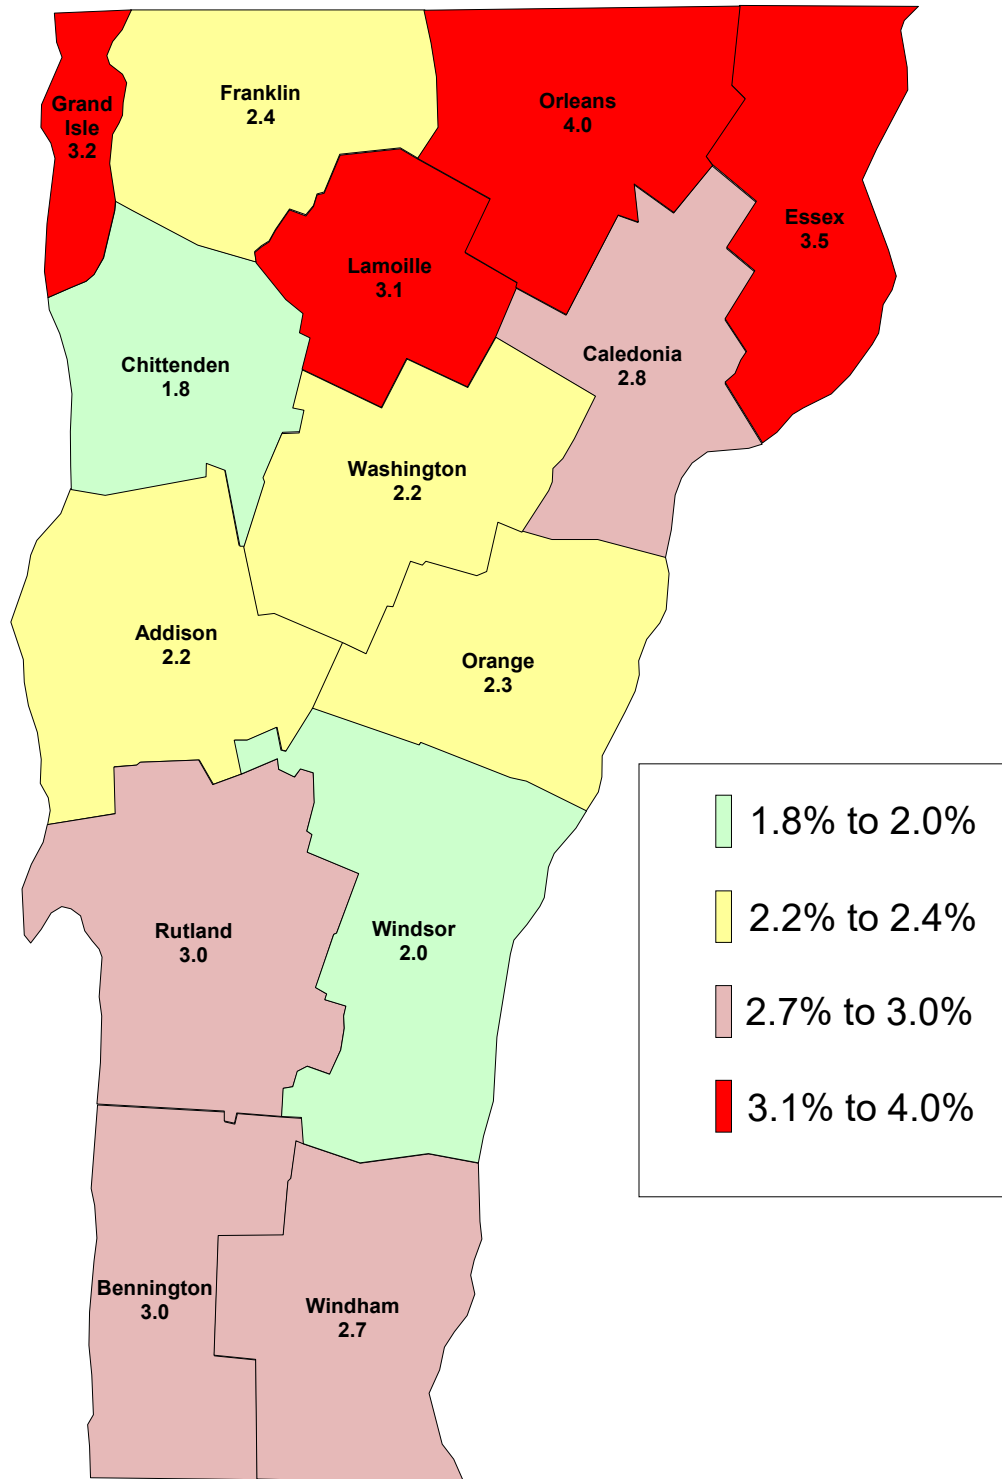 Grand
Isle
3.2
Franklin
2.4
Orleans
4.0
Essex
3.5
Lamoille
3.1
Chittenden
1.8
Caledonia
2.8
Washington
2.2
Addison
2.2
Orange
2.3
Rutland
3.0
Windsor
2.0
Bennington
3.0
Windham
2.7
1.8% to 2.0%
2.2% to 2.4%
2.7% to 3.0%
3.1% to 4.0%